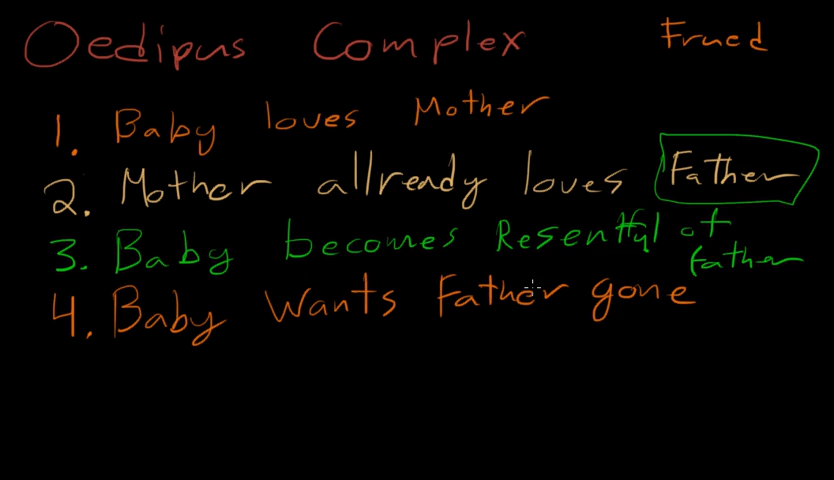 Oedipus Complex Frued
1. Baby loves Mother
2. Mother allready loves Father
3. Baby becomes Resentful of
father
4. Baby Wants Father gone